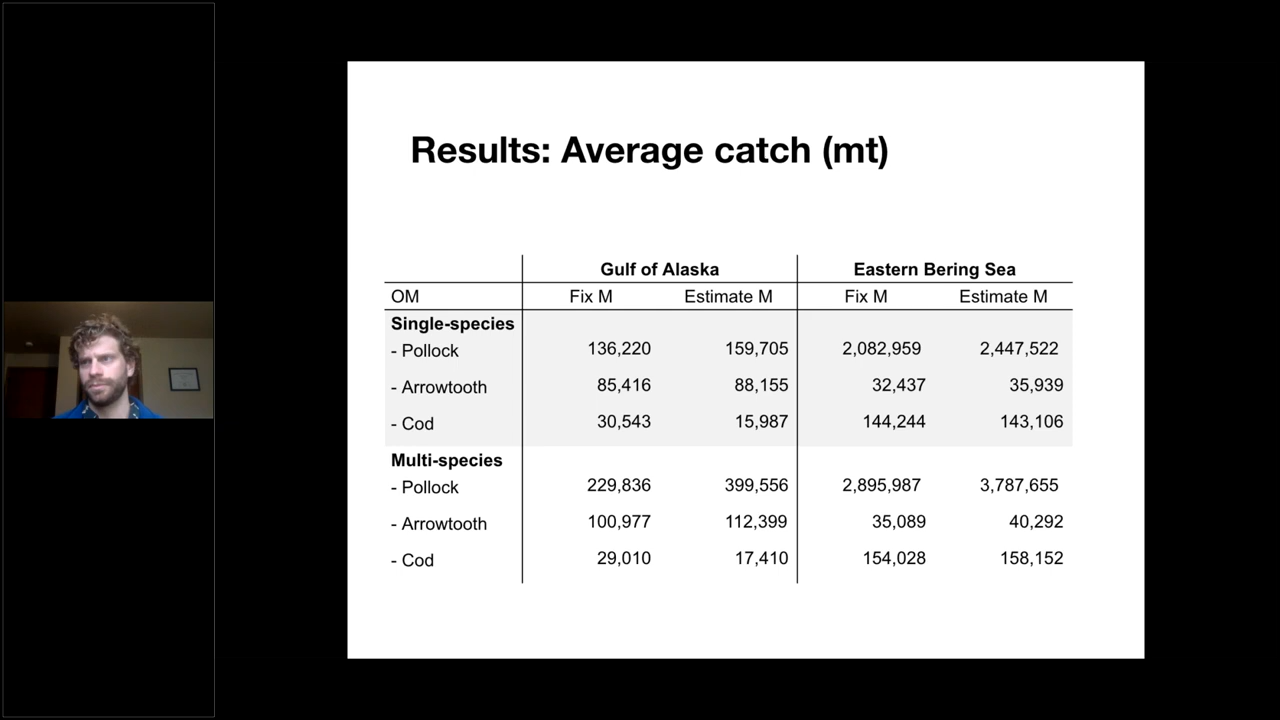 Results: Average catch (mt)
Gulf of Alaska Eastern Bering Sea
OM Fix M Estimate M Fix M Estimate M
Single-species
- Pollock 136,220 159,705 2,082,959 2,447,522
- Arrowtooth 85,416 88,155 32,437 35,939
- Cod 30,543 15,987 144,244 143,106
Multi-species
- Pollock 229,836 399,556 2,895,987 3,787,655
- Arrowtooth 100,977 112,399 35,089 40,292
- Cod 29,010 17,410 154,028 158,152